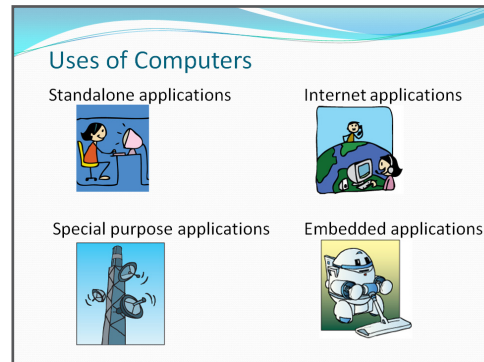 Uses of Computers
Standalone applications
Internet applications
Special purpose applications
Embedded applications